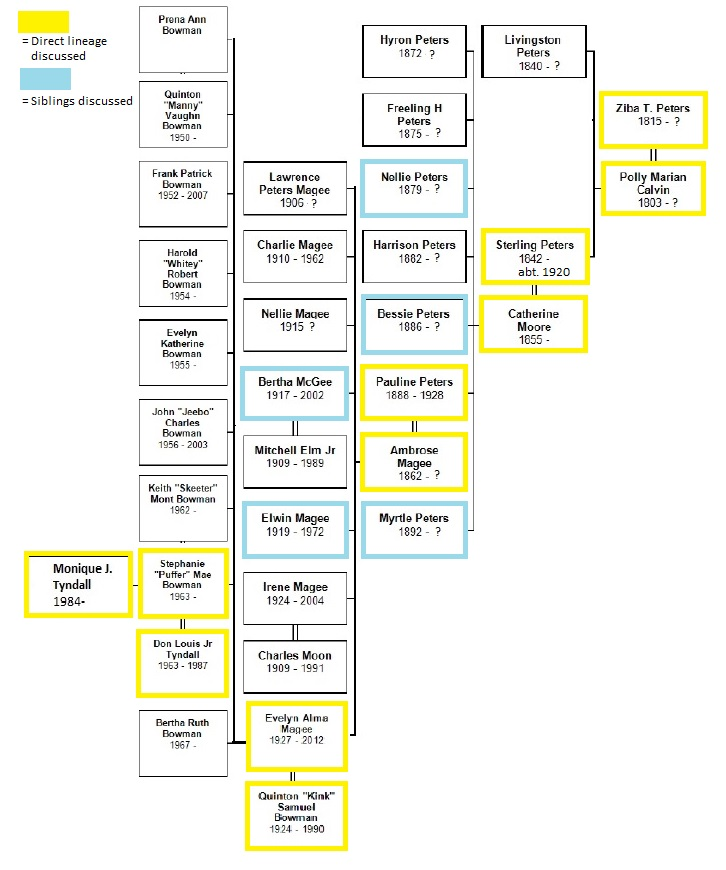 = Direct lineage
discussed
= Siblings discussed
Prena Ann
Bowman
Quinton
"Manny"
Vaughn
Bowman
1950 -
Frank Patrick
Bowman
1952 - 2007
Harold
"Whitey"
Robert
Bowman
1954 -
Evelyn
Katherine
Bowman
1955 -
John "Jeebo"
Charles
Bowman
1956 - 2003
Keith "Skeeter"
Mont Bowman
1962 -
Monique J.
Tyndall
1984-
Stephanie
"Puffer" Mae
Bowman
1963 -
Don Louis Jr
Tyndall
1963 - 1987
Bertha Ruth
Bowman
1967 -
Lawrence
Peters Magee
1906 ?
Charlie Magee
1910 - 1962
Nellie Magee
1915 ?
Bertha McGee
1917 - 2002
Mitchell Elm Jr
1909 - 1989
Elwin Magee
1919 - 1972
Irene Magee
1924 - 2004
Charles Moon
1909 - 1991
Evelyn Alma
Magee
1927 - 2012
Quinton "Kink"
Samuel
Bowman
1924 - 1990
Hyron Peters
1872 ?
Freeling H
Peters
1875 - ?
Nellie Peters
1879 - ?
Harrison Peters
1882 - ?
Bessie Peters
1886 - ?
Pauline Peters
1888 - 1928
Ambrose
Magee
1862 - ?
Myrtle Peters
1892 - ?
Livingston
Peters
1840 - ?
Sterling Peters
1842 -
abt. 1920
Catherine
Moore
1855 -
Ziba T. Peters
1815 - ?
Polly Marian
Calvin
1803 - ?